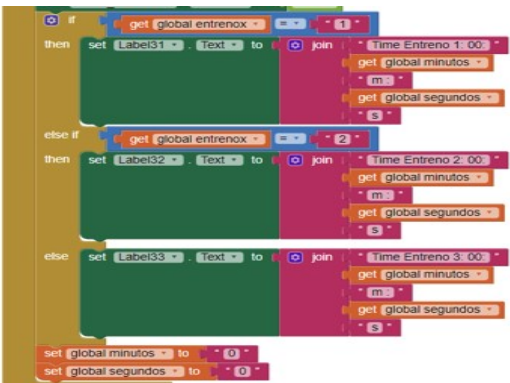 if get global entrenox = " 1 "
then set Label31 . Text to join " Time Entreno 1: 00: "
get global minutos
" m : "
get global segundos
" s "
else if get global entrenox = " 2 "
then set Label32 . Text to join " Time Entreno 2: 00: "
get global minutos
" m : "
get global segundos
" s "
else set Label33 . Text to join " Time Entreno 3: 00: "
get global minutos
" m : "
get global segundos
" s "
set global minutos to " 0 "
set global segundos to " 0 "